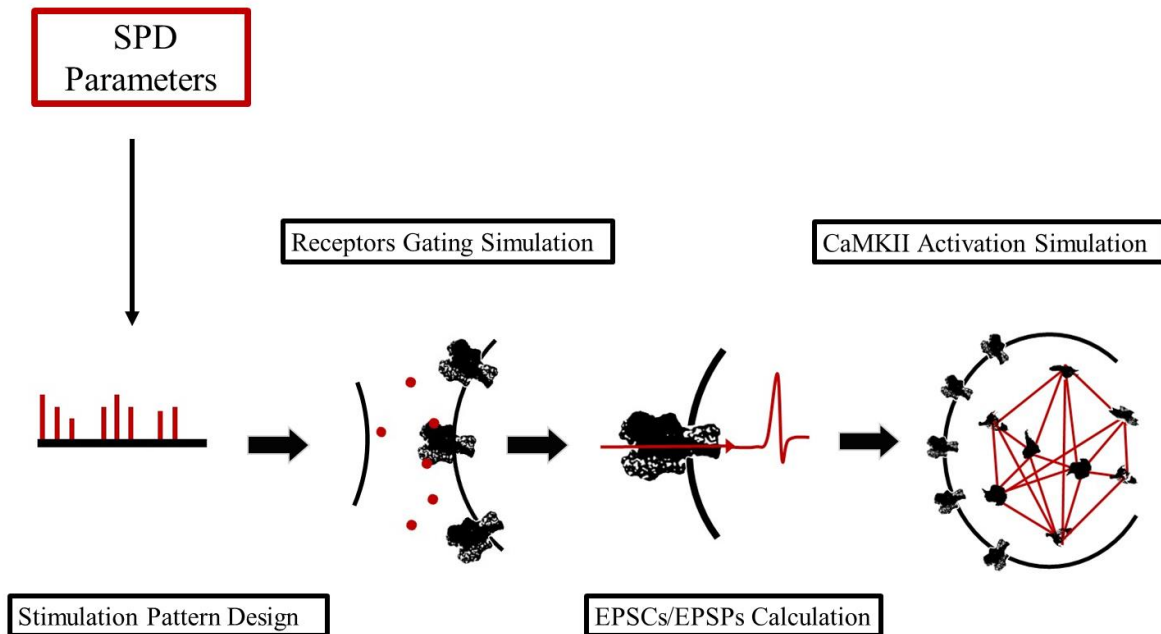 SPD
Parameters
Receptors Gating Simulation
CaMKII Activation Simulation
Stimulation Pattern Design
EPSCs/EPSPs Calculation